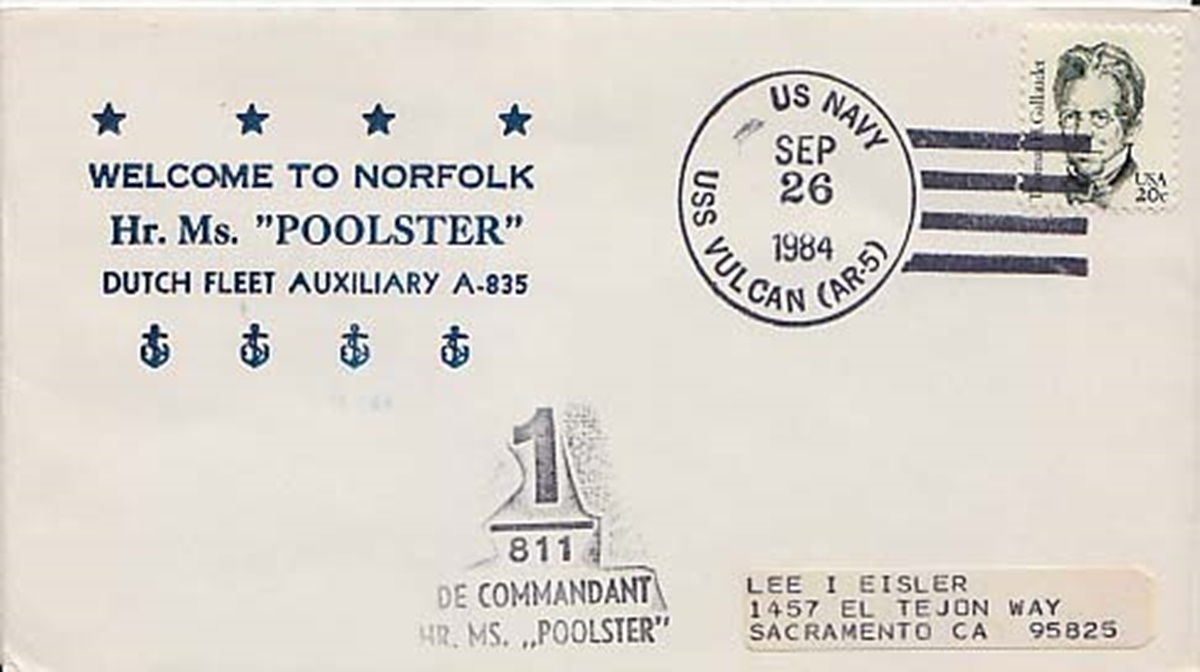 WELCOME TO NORFOLK
Hr. Ms. "POOLSTER"
DUTCH FLEET AUXILIARY A-835
US NAVY
SEP
26
1984
USS VULCAN (AR-5)
Gallaudet
USA
20c
1
811
DE COMMANDANT
HR. MS. „POOLSTER"
LEE I EISLER
1457 EL TEJON WAY
SACRAMENTO CA 95825